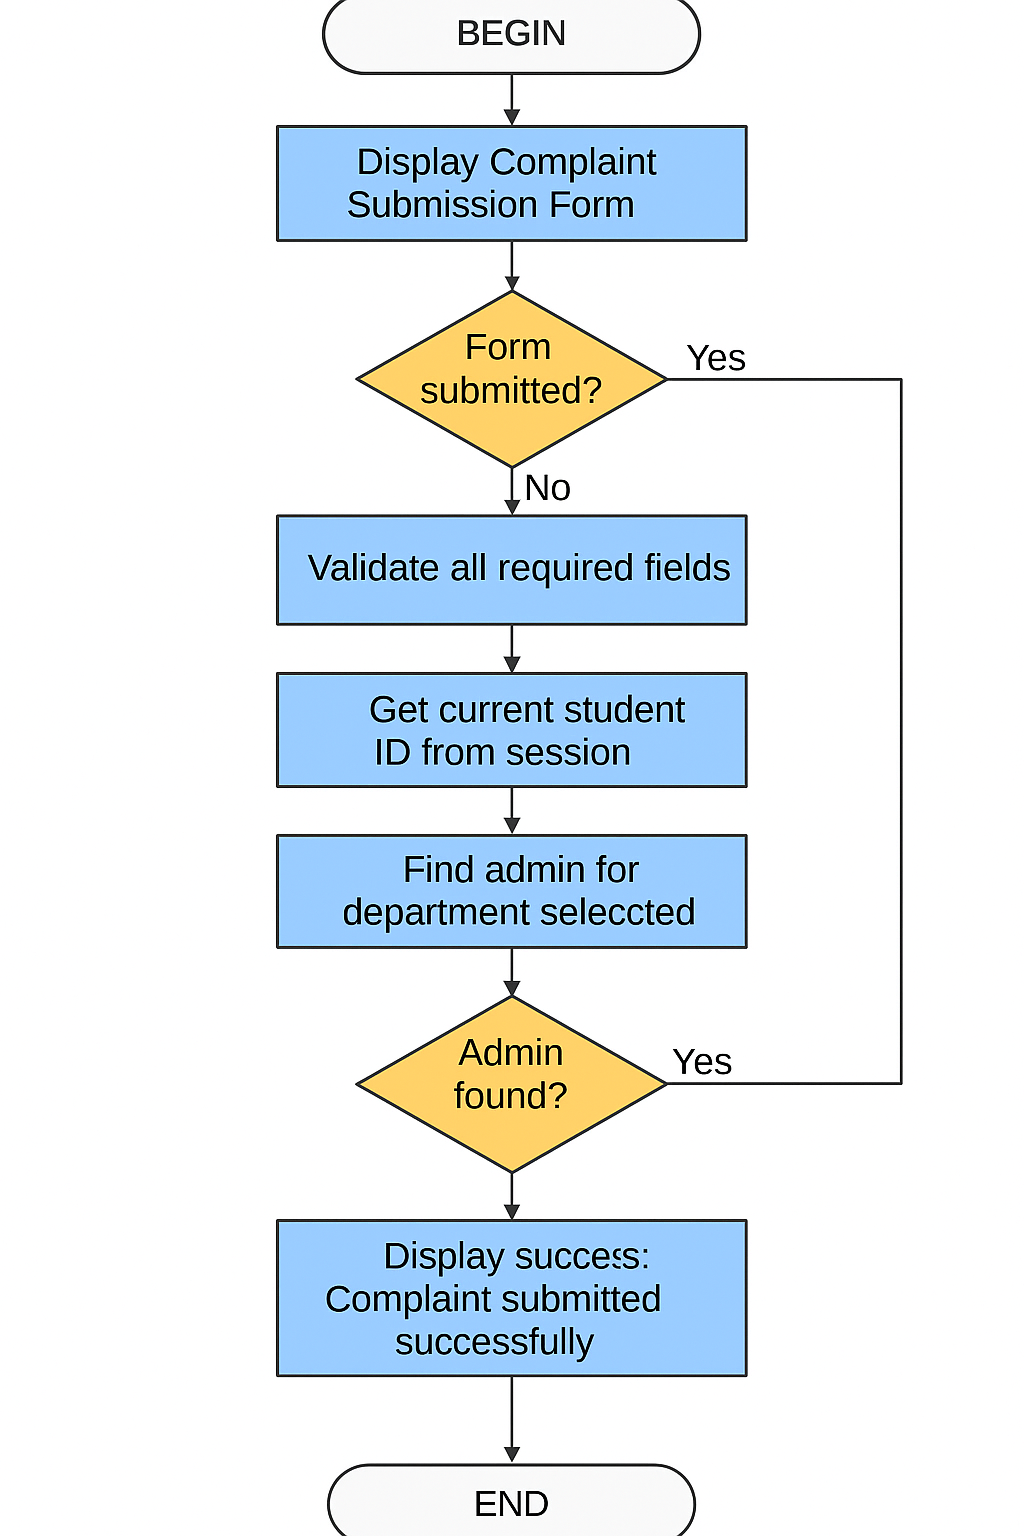 BEGIN
Display Complaint
Submission Form
Form
submitted?
Yes
No
Validate all required fields
Get current student
ID from session
Find admin for
department seleccted
Admin
found?
Yes
Display success:
Complaint submitted
successfully
END